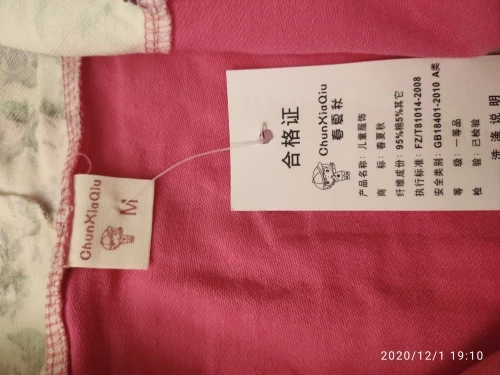 合格证
ChunXiaQiu
春夏秋
产品名称: 儿童服饰
商 标: 春夏秋
纤维成份: 95%棉5%其它
执行标准: FZ/T81014-2008
安全类别: GB18401-2010 A类
等 级: 一等品
检 验: 已检验
洗涤说明
ChunXiaQiu
M
2020/12/1 19:10